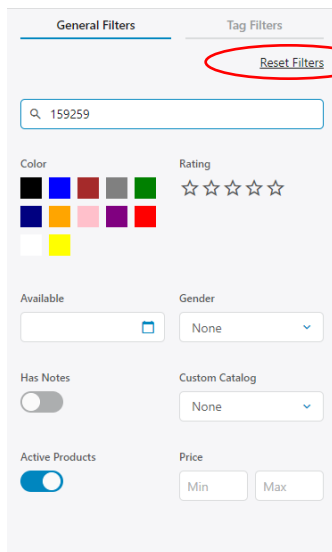 General Filters Tag Filters
Reset Filters
159259
Color Rating
Available Gender
None
Has Notes Custom Catalog
None
Active Products Price
Min Max